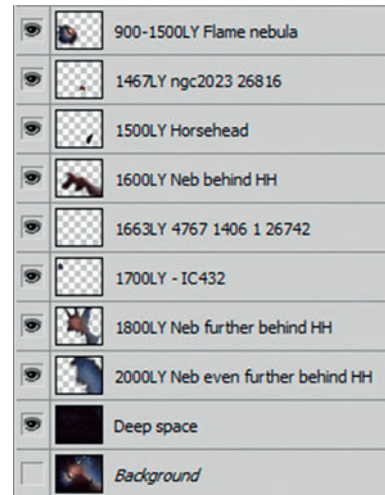 900-1500LY Flame nebula
1467LY ngc2023 26816
1500LY Horsehead
1600LY Neb behind HH
1663LY 4767 1406 1 26742
1700LY - IC432
1800LY Neb further behind HH
2000LY Neb even further behind HH
Deep space
Background